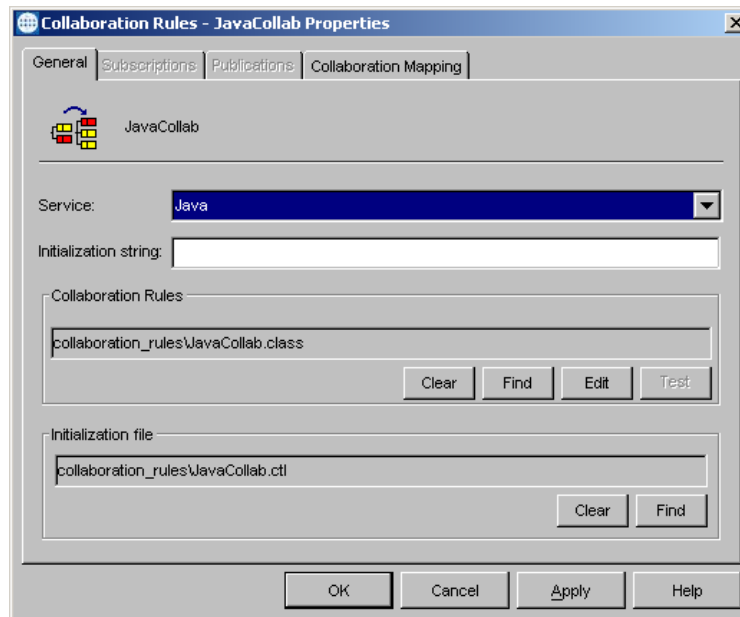 Collaboration Rules - JavaCollab Properties
General Subscriptions Publications Collaboration Mapping
JavaCollab
Service: Java
Initialization string:
Collaboration Rules
collaboration_rules\JavaCollab.class
Clear Find Edit Test
Initialization file
collaboration_rules\JavaCollab.ctl
Clear Find
OK Cancel Apply Help